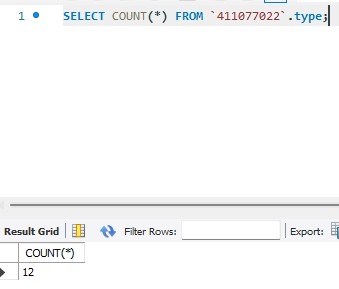 1 SELECT COUNT(*) FROM `411077022`.type;
Result Grid Filter Rows: Export:
COUNT(*)
12